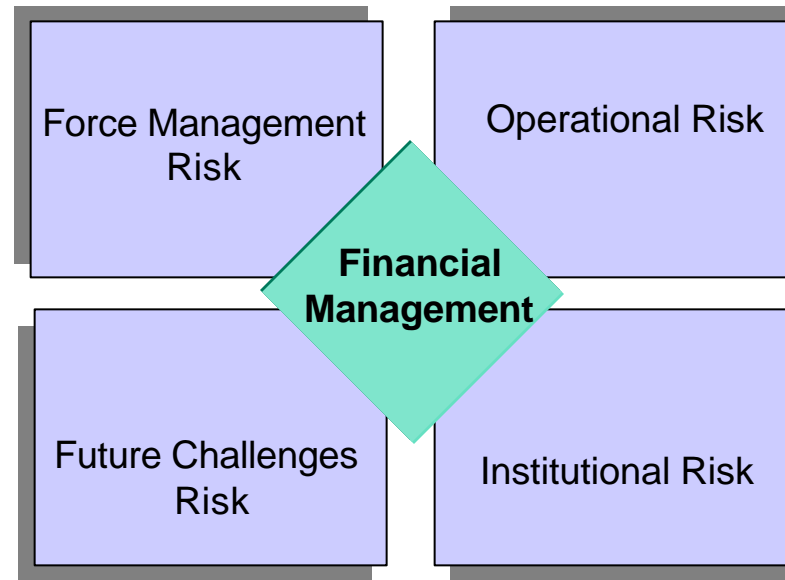 Force Management
Risk
Operational Risk
Financial
Management
Future Challenges
Risk
Institutional Risk